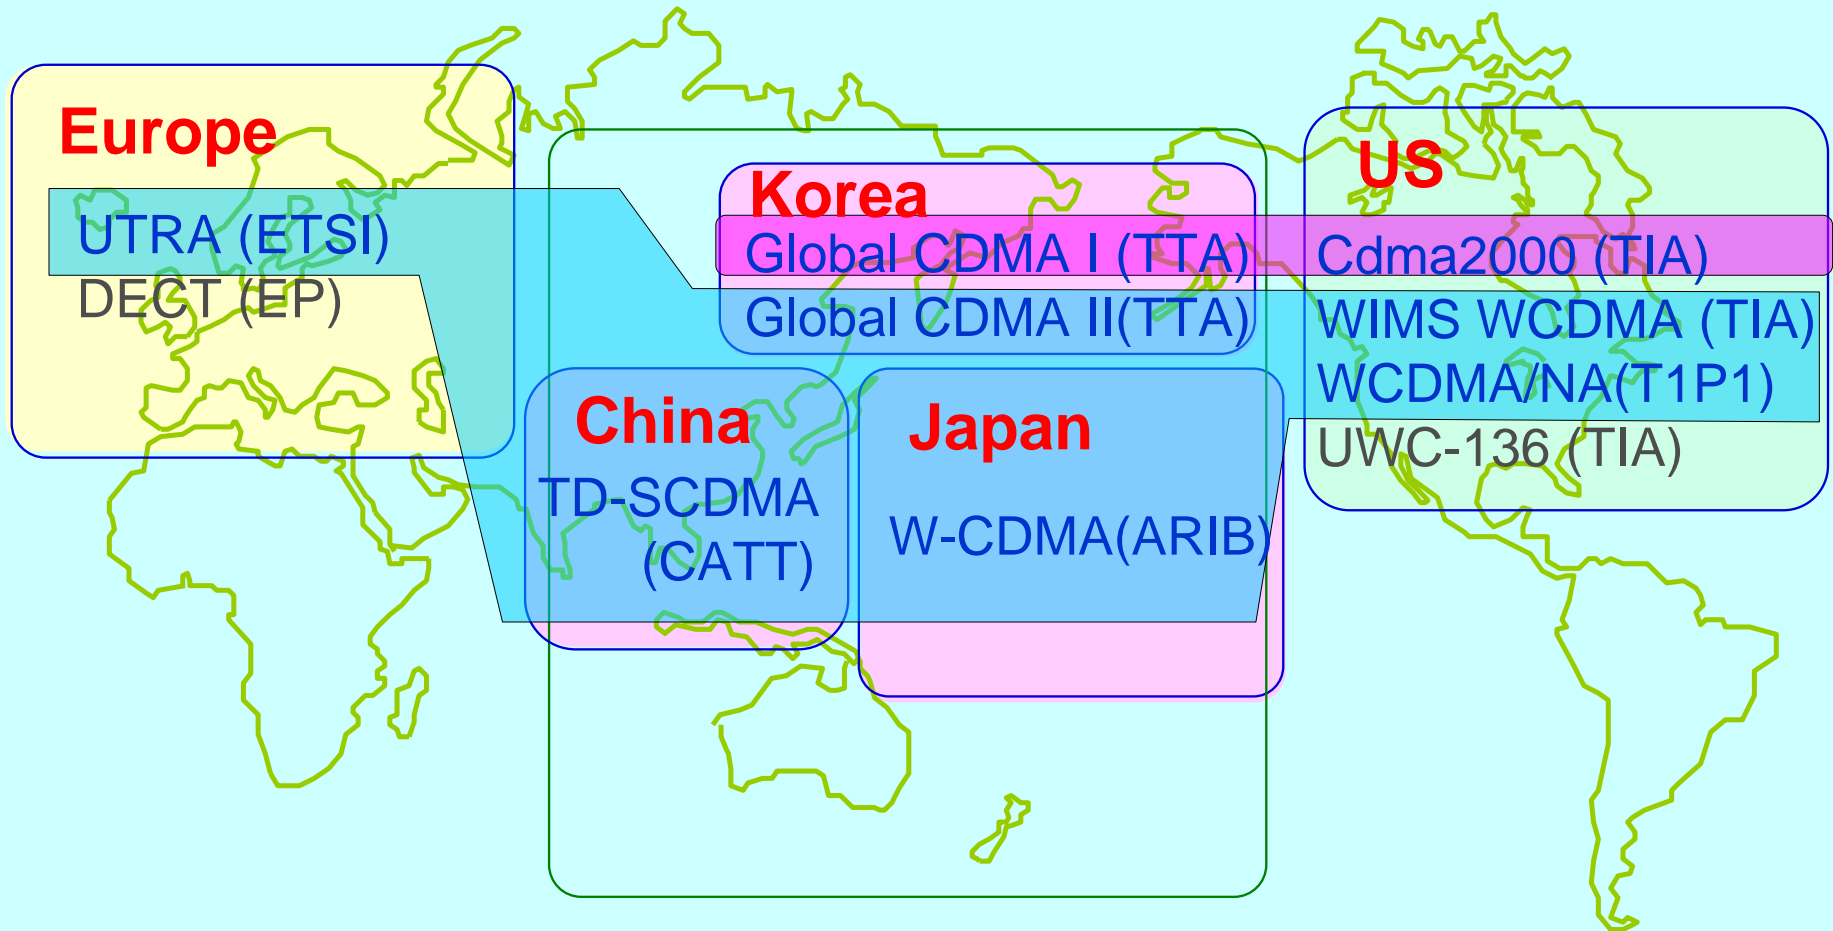 Europe
UTRA (ETSI)
DECT (EP)
Korea
Global CDMA I (TTA)
Global CDMA II(TTA)
China
TD-SCDMA
(CATT)
Japan
W-CDMA(ARIB)
US
Cdma2000 (TIA)
WIMS WCDMA (TIA)
WCDMA/NA(T1P1)
UWC-136 (TIA)